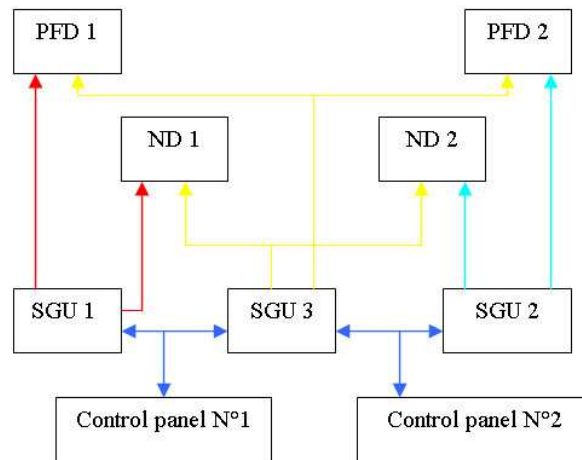 PFD 1
PFD 2
ND 1
ND 2
SGU 1
SGU 3
SGU 2
Control panel N°1
Control panel N°2